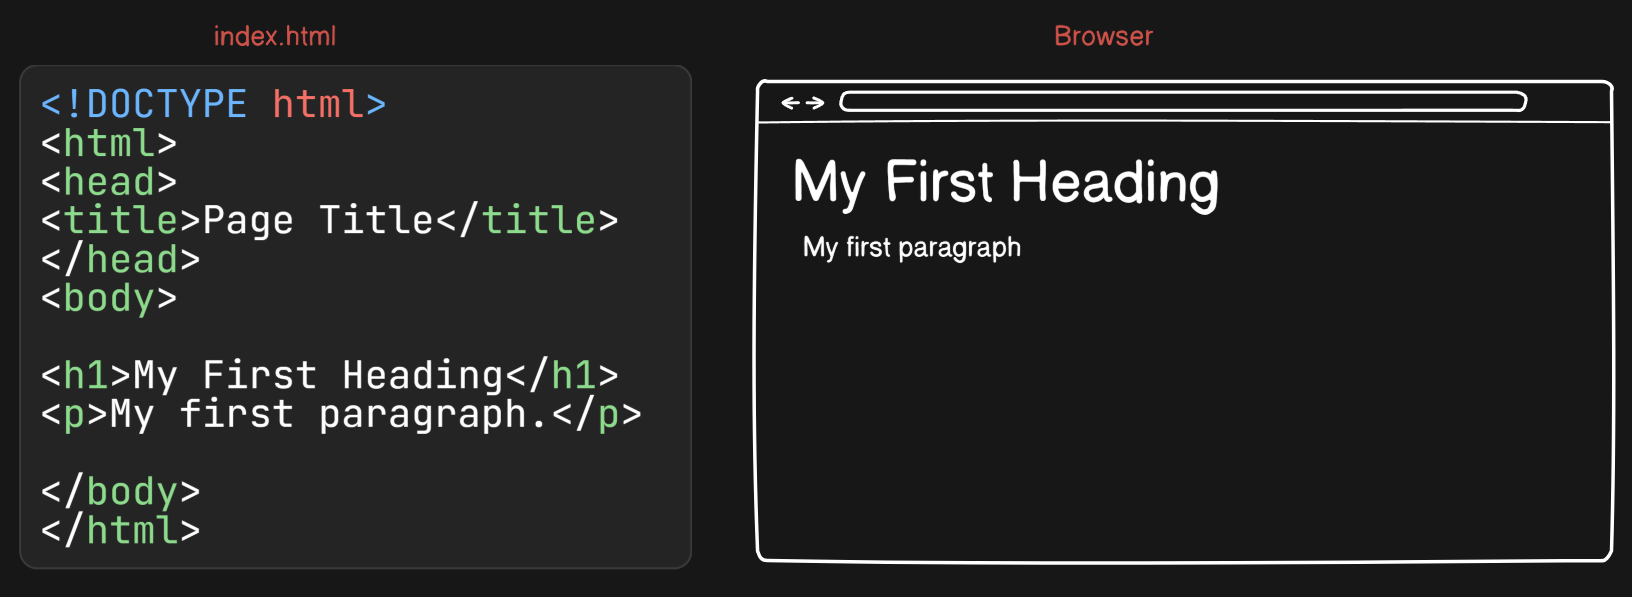 index.html
<!DOCTYPE html>
<html>
<head>
<title>Page Title</title>
</head>
<body>
<h1>My First Heading</h1>
<p>My first paragraph.</p>
</body>
</html>
Browser
My First Heading
My first paragraph